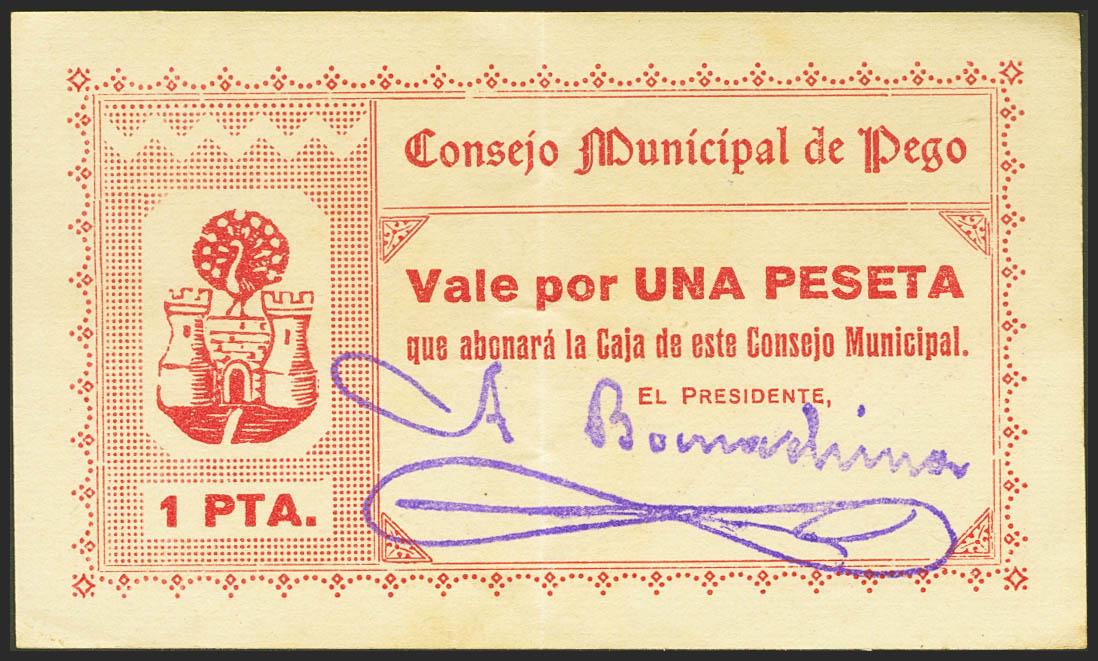 Consejo Municipal de Pego
Vale por UNA PESETA
que abonará la Caja de este Consejo Municipal.
EL PRESIDENTE,
A
1 PTA.